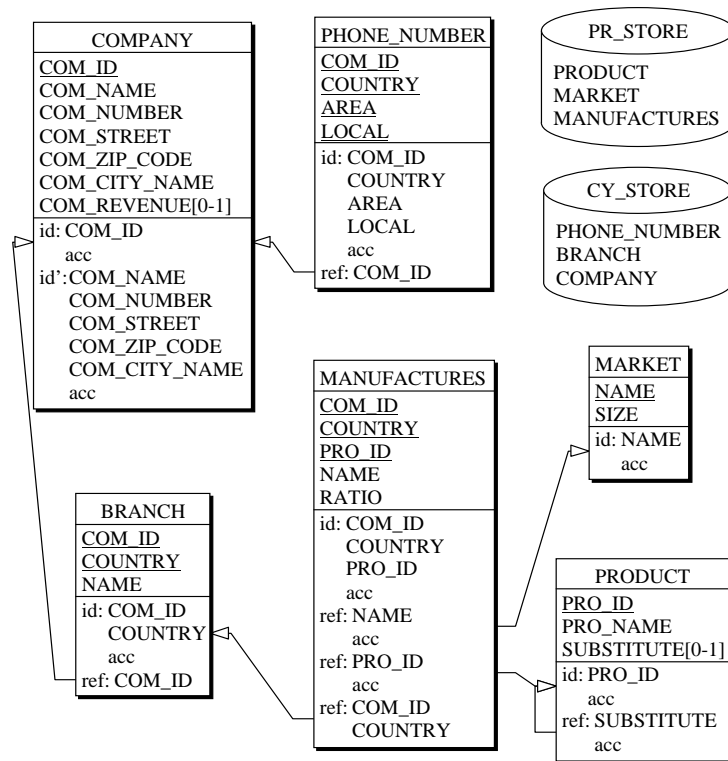 COMPANY
COM_ID
COM_NAME
COM_NUMBER
COM_STREET
COM_ZIP_CODE
COM_CITY_NAME
COM_REVENUE[0-1]
id: COM_ID
acc
id’:COM_NAME
COM_NUMBER
COM_STREET
COM_ZIP_CODE
COM_CITY_NAME
acc
PHONE_NUMBER
COM_ID
COUNTRY
AREA
LOCAL
id: COM_ID
COUNTRY
AREA
LOCAL
acc
ref: COM_ID
PR_STORE
PRODUCT
MARKET
MANUFACTURES
CY_STORE
PHONE_NUMBER
BRANCH
COMPANY
MANUFACTURES
COM_ID
COUNTRY
PRO_ID
NAME
RATIO
id: COM_ID
COUNTRY
PRO_ID
acc
ref: NAME
acc
ref: PRO_ID
acc
ref: COM_ID
COUNTRY
MARKET
NAME
SIZE
id: NAME
acc
BRANCH
COM_ID
COUNTRY
NAME
id: COM_ID
COUNTRY
acc
ref: COM_ID
PRODUCT
PRO_ID
PRO_NAME
SUBSTITUTE[0-1]
id: PRO_ID
acc
ref: SUBSTITUTE
acc